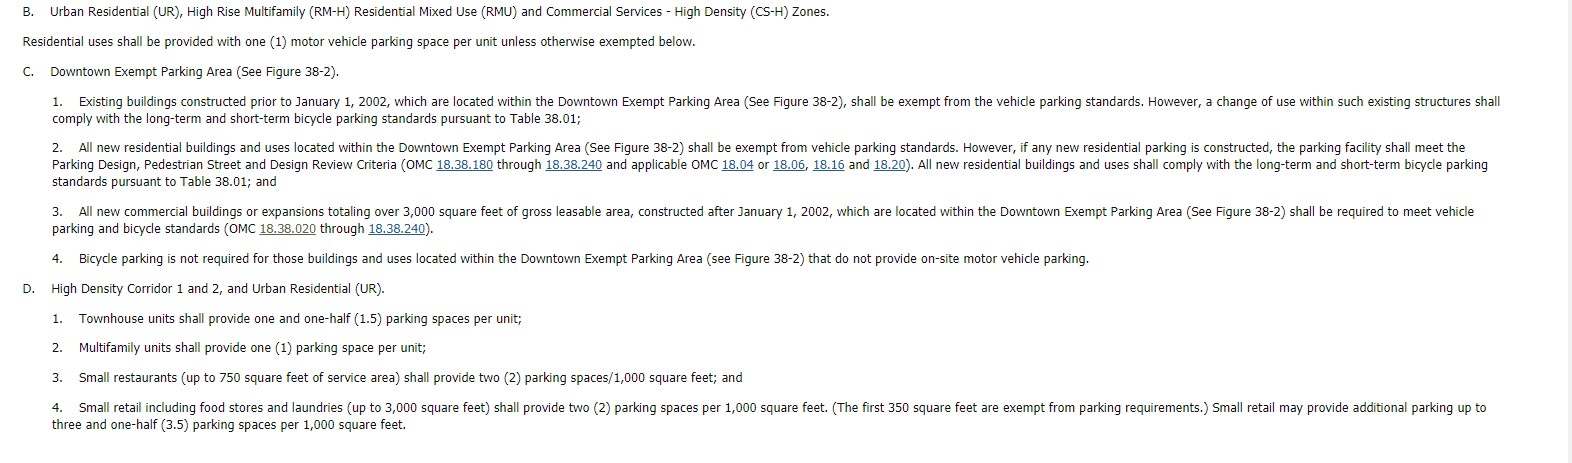 B. Urban Residential (UR), High Rise Multifamily (RM-H) Residential Mixed Use (RMU) and Commercial Services - High Density (CS-H) Zones.
Residential uses shall be provided with one (1) motor vehicle parking space per unit unless otherwise exempted below.
C. Downtown Exempt Parking Area (See Figure 38-2).
1. Existing buildings constructed prior to January 1, 2002, which are located within the Downtown Exempt Parking Area (See Figure 38-2), shall be exempt from the vehicle parking standards. However, a change of use within such existing structures shall
comply with the long-term and short-term bicycle parking standards pursuant to Table 38.01;
2. All new residential buildings and uses located within the Downtown Exempt Parking Area (See Figure 38-2) shall be exempt from vehicle parking standards. However, if any new residential parking is constructed, the parking facility shall meet the
Parking Design, Pedestrian Street and Design Review Criteria (OMC 18.38.180 through 18.38.240 and applicable OMC 18.04 or 18.06, 18.16 and 18.20). All new residential buildings and uses shall comply with the long-term and short-term bicycle parking
standards pursuant to Table 38.01; and
3. All new commercial buildings or expansions totaling over 3,000 square feet of gross leasable area, constructed after January 1, 2002, which are located within the Downtown Exempt Parking Area (See Figure 38-2) shall be required to meet vehicle
parking and bicycle standards (OMC 18.38.020 through 18.38.240).
4. Bicycle parking is not required for those buildings and uses located within the Downtown Exempt Parking Area (see Figure 38-2) that do not provide on-site motor vehicle parking.
D. High Density Corridor 1 and 2, and Urban Residential (UR).
1. Townhouse units shall provide one and one-half (1.5) parking spaces per unit;
2. Multifamily units shall provide one (1) parking space per unit;
3. Small restaurants (up to 750 square feet of service area) shall provide two (2) parking spaces/1,000 square feet; and
4. Small retail including food stores and laundries (up to 3,000 square feet) shall provide two (2) parking spaces per 1,000 square feet. (The first 350 square feet are exempt from parking requirements.) Small retail may provide additional parking up to
three and one-half (3.5) parking spaces per 1,000 square feet.